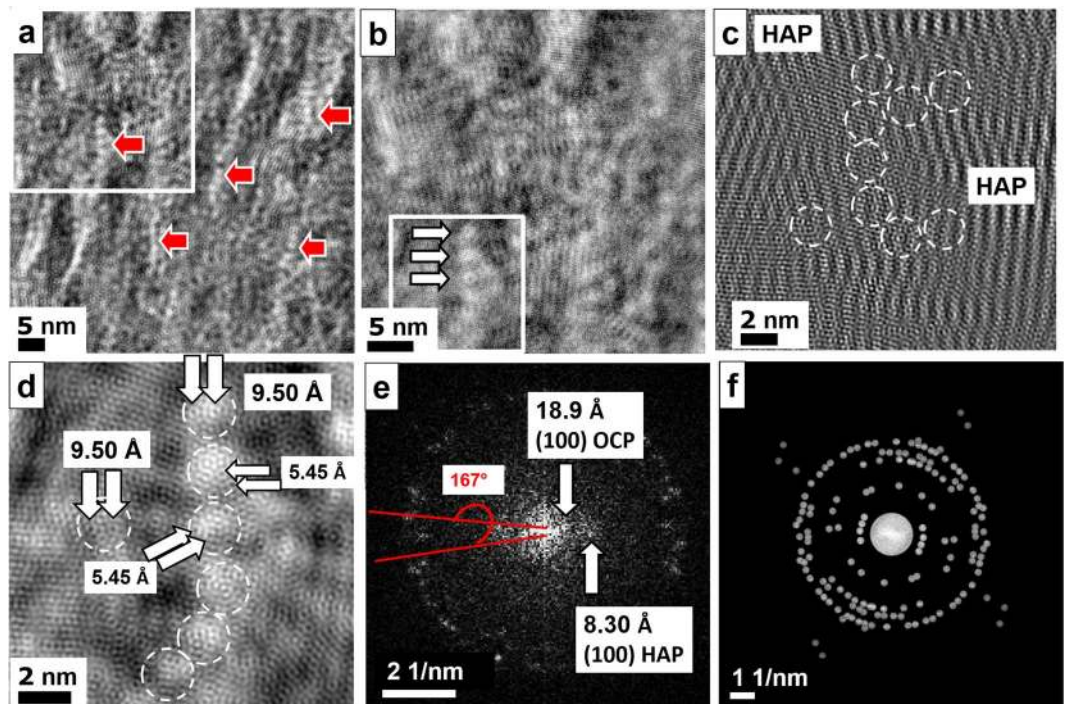 a
5 nm
b
5 nm
c
HAP
HAP
2 nm
d
9.50 Å
9.50 Å
5.45 Å
5.45 Å
2 nm
e
18.9 Å
(100) OCP
167°
8.30 Å
(100) HAP
2 1/nm
f
1 1/nm